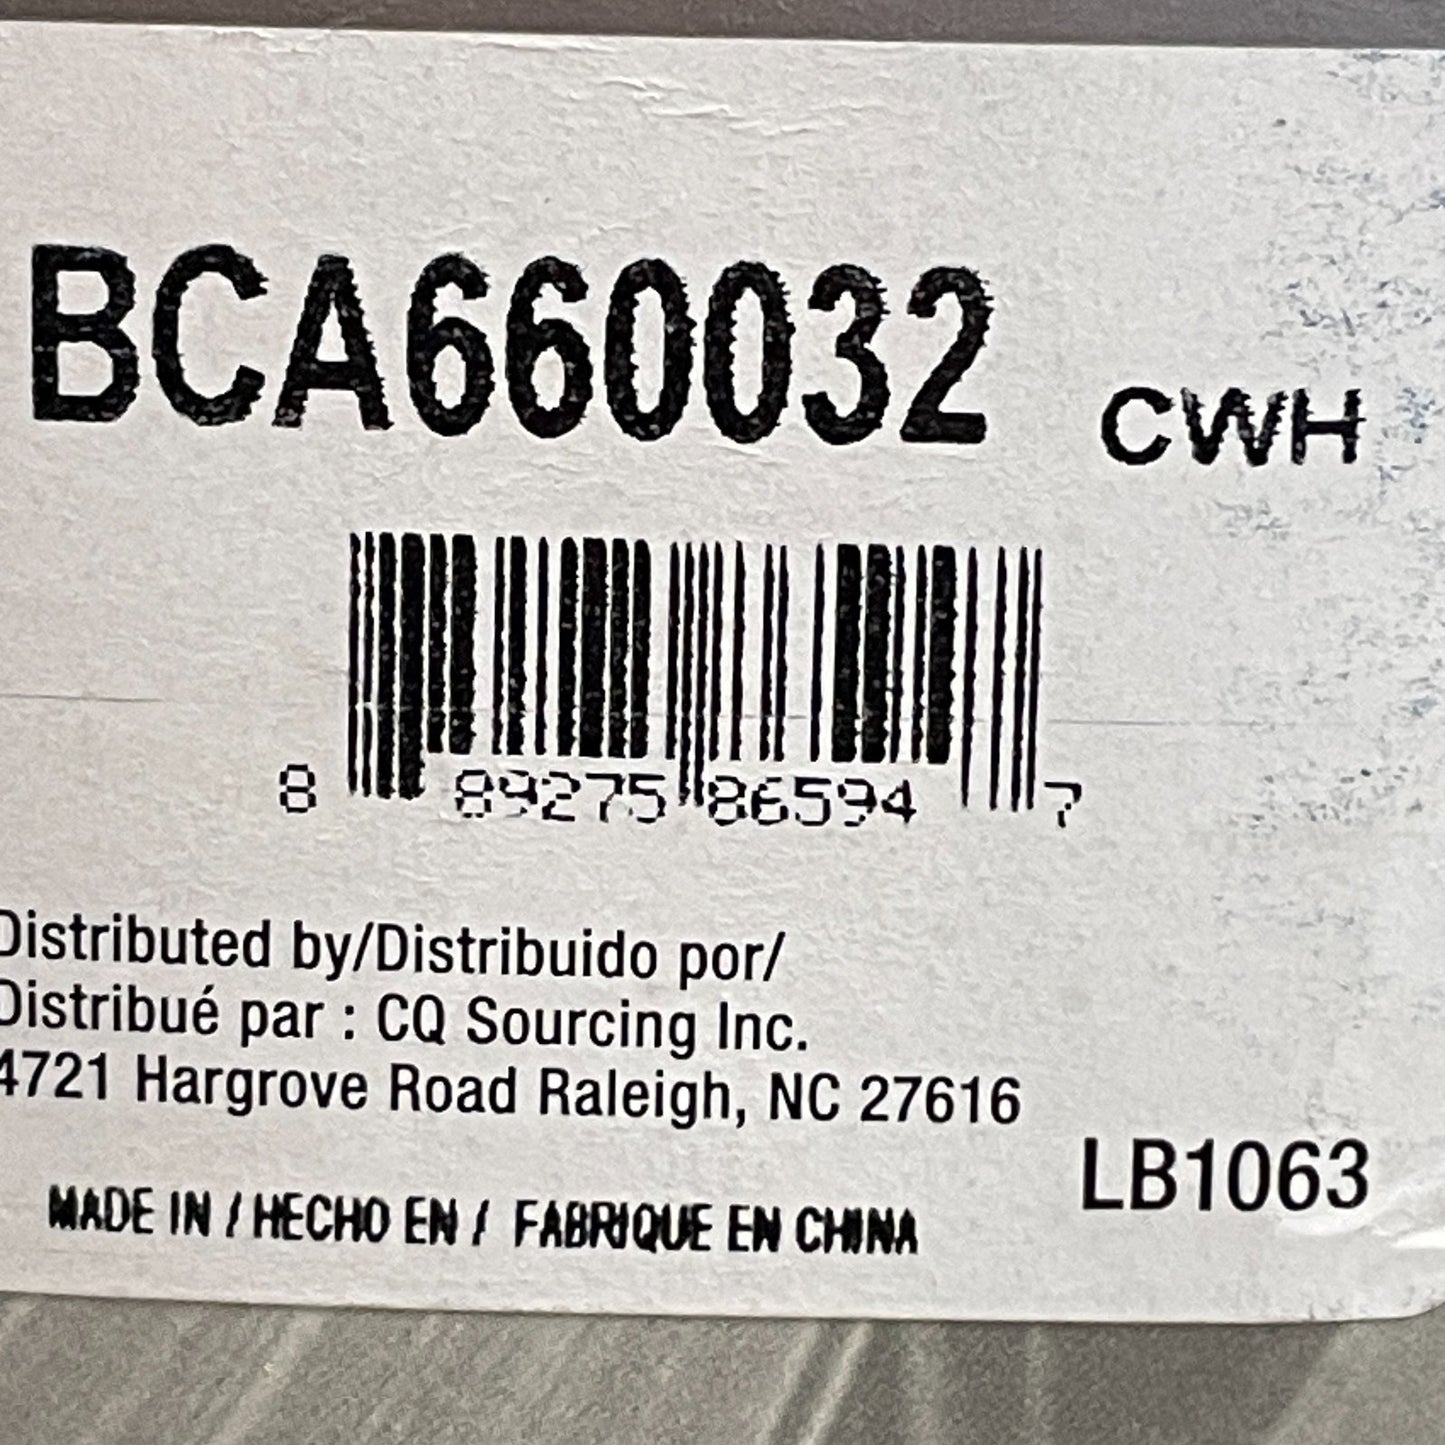 BCA660032
CWH
8 89275 86594 7
Distributed by/Distribuido por/
Distribué par : CQ Sourcing Inc.
4721 Hargrove Road Raleigh, NC 27616
LB1063
MADE IN / HECHO EN / FABRIQUE EN CHINA